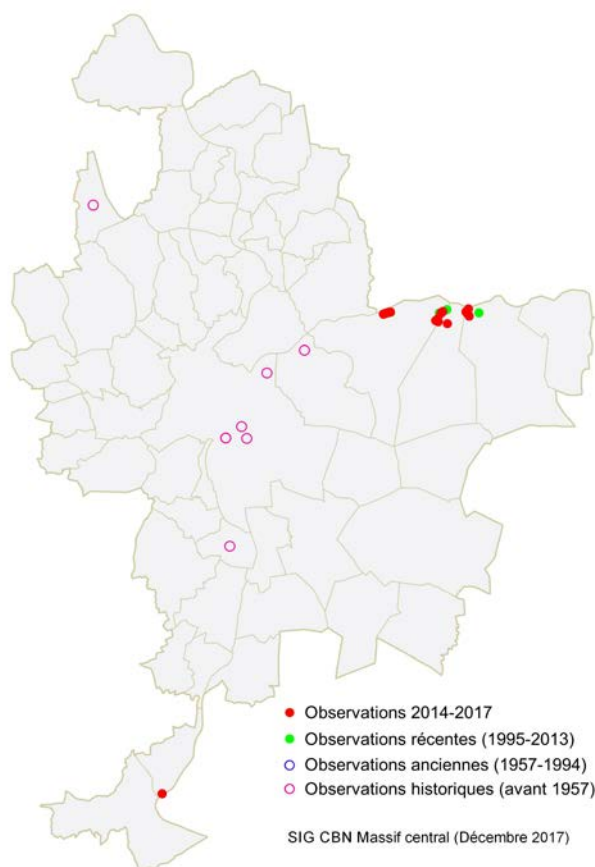 Observations 2014-2017
Observations récentes (1995-2013)
Observations anciennes (1957-1994)
Observations historiques (avant 1957)
SIG CBN Massif central (Décembre 2017)